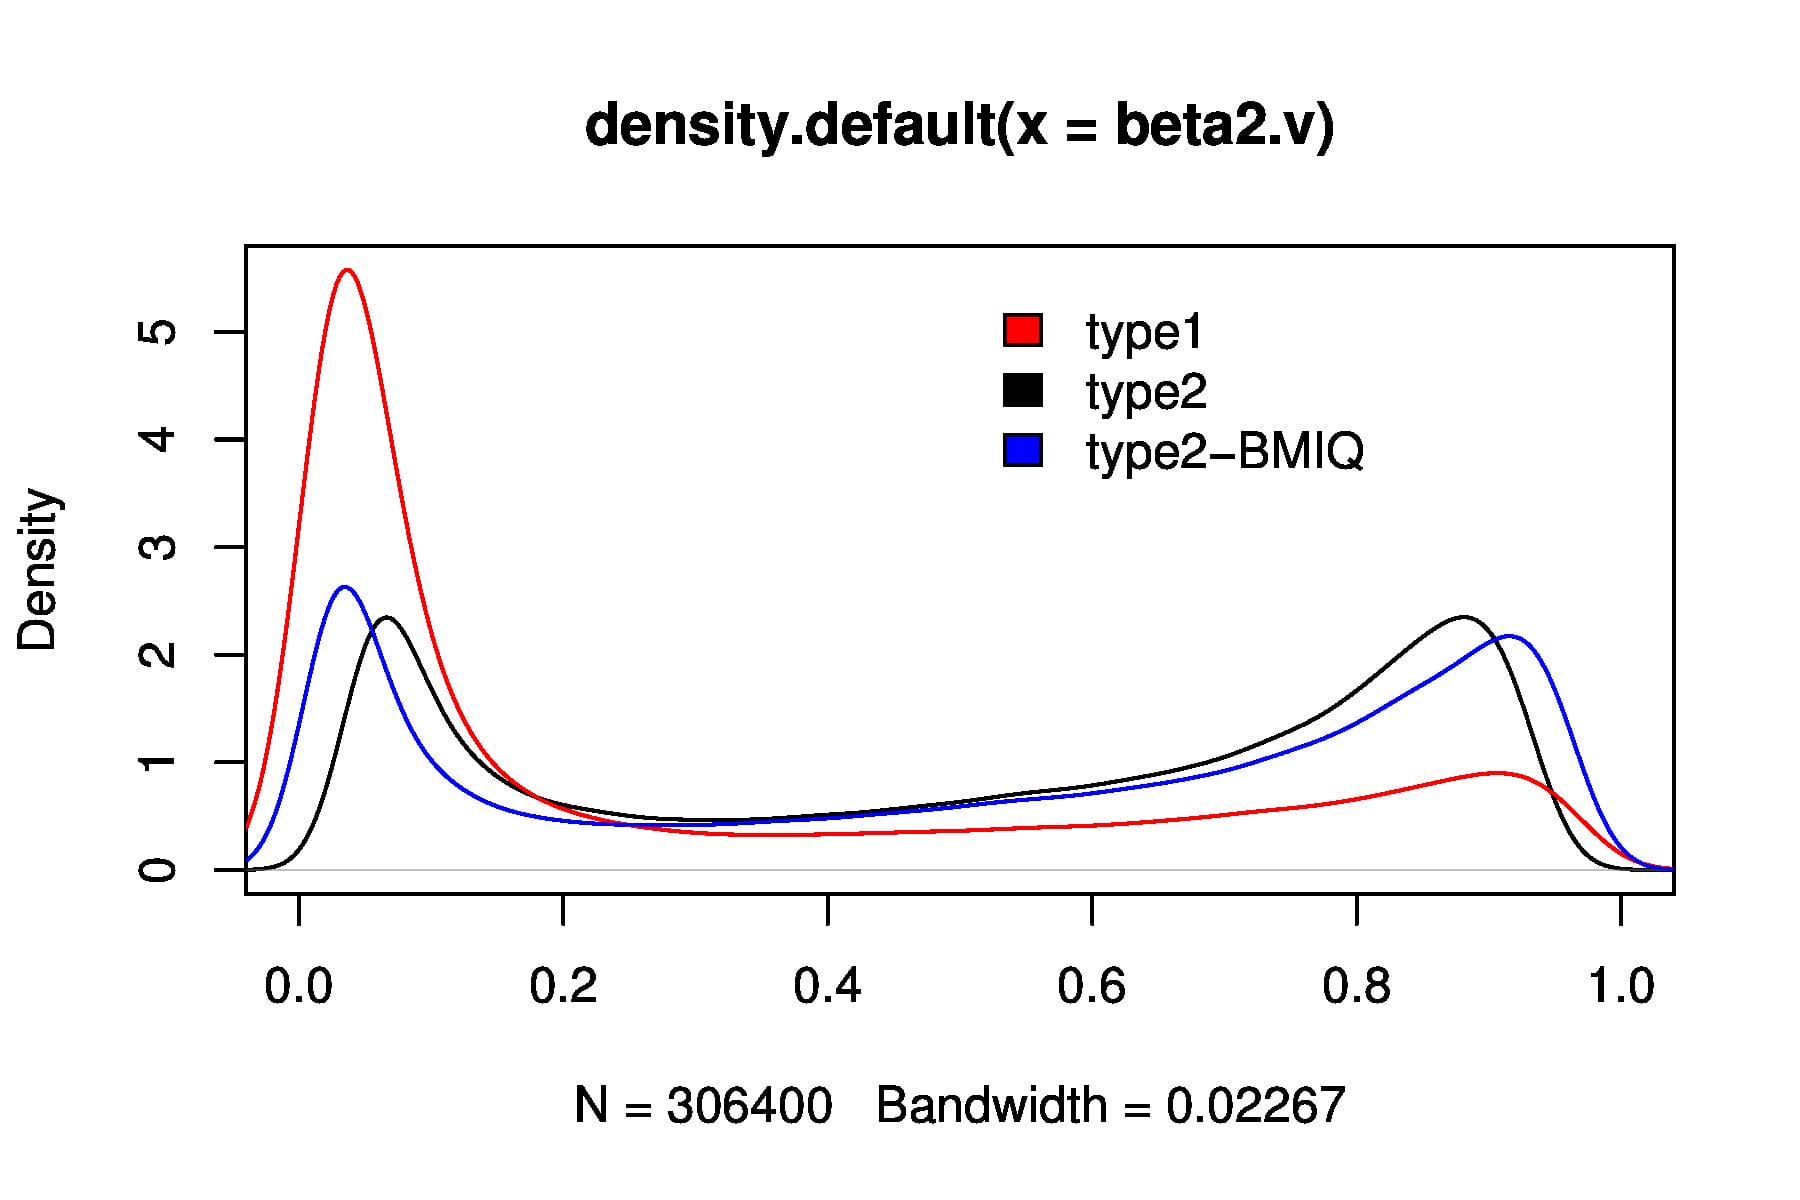 density.default(x = beta2.v)
type1
type2
type2−BMIQ
Density
0 1 2 3 4 5
0.0 0.2 0.4 0.6 0.8 1.0
N = 306400 Bandwidth = 0.02267